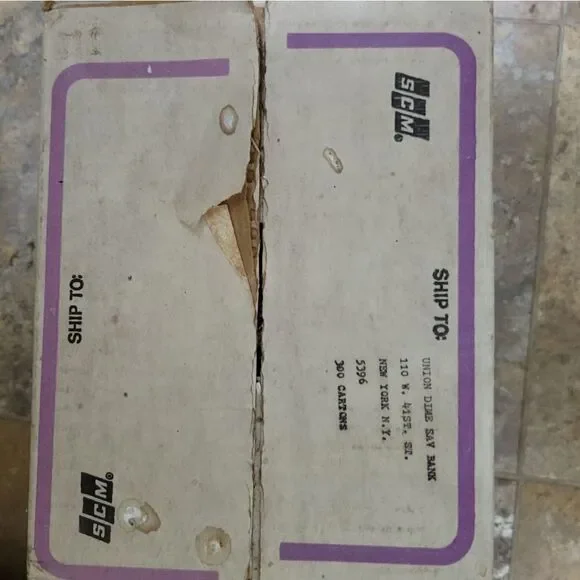 SCM
SHIP TO:
UNION DIME SAV BANK
110 W. 41ST. ST.
NEW YORK N.Y.
5396
300 CARTONS
SHIP TO:
SCM